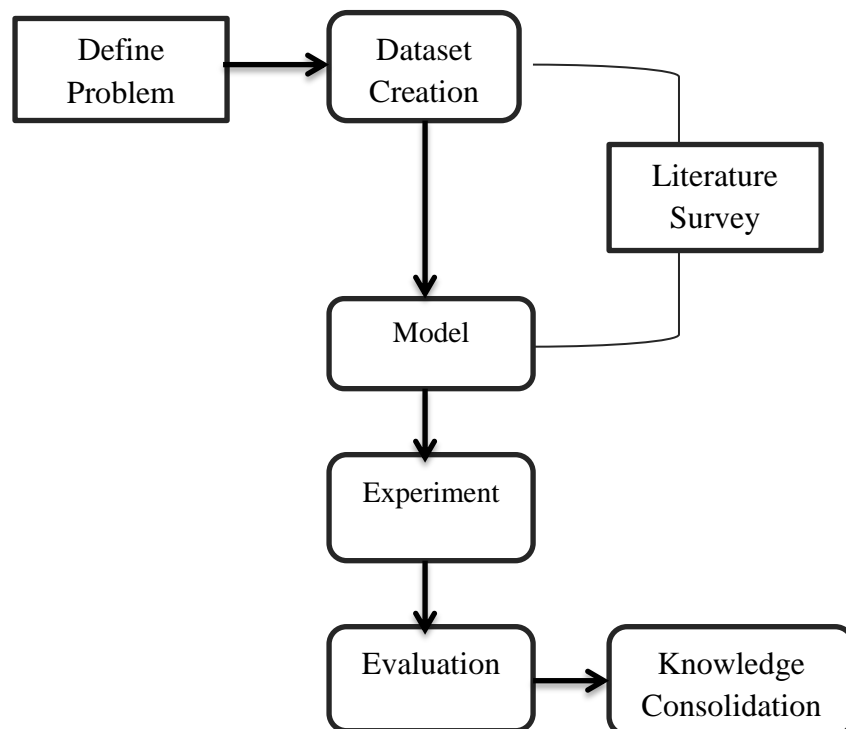 Define
Problem
Dataset
Creation
Literature
Survey
Model
Experiment
Evaluation
Knowledge
Consolidation